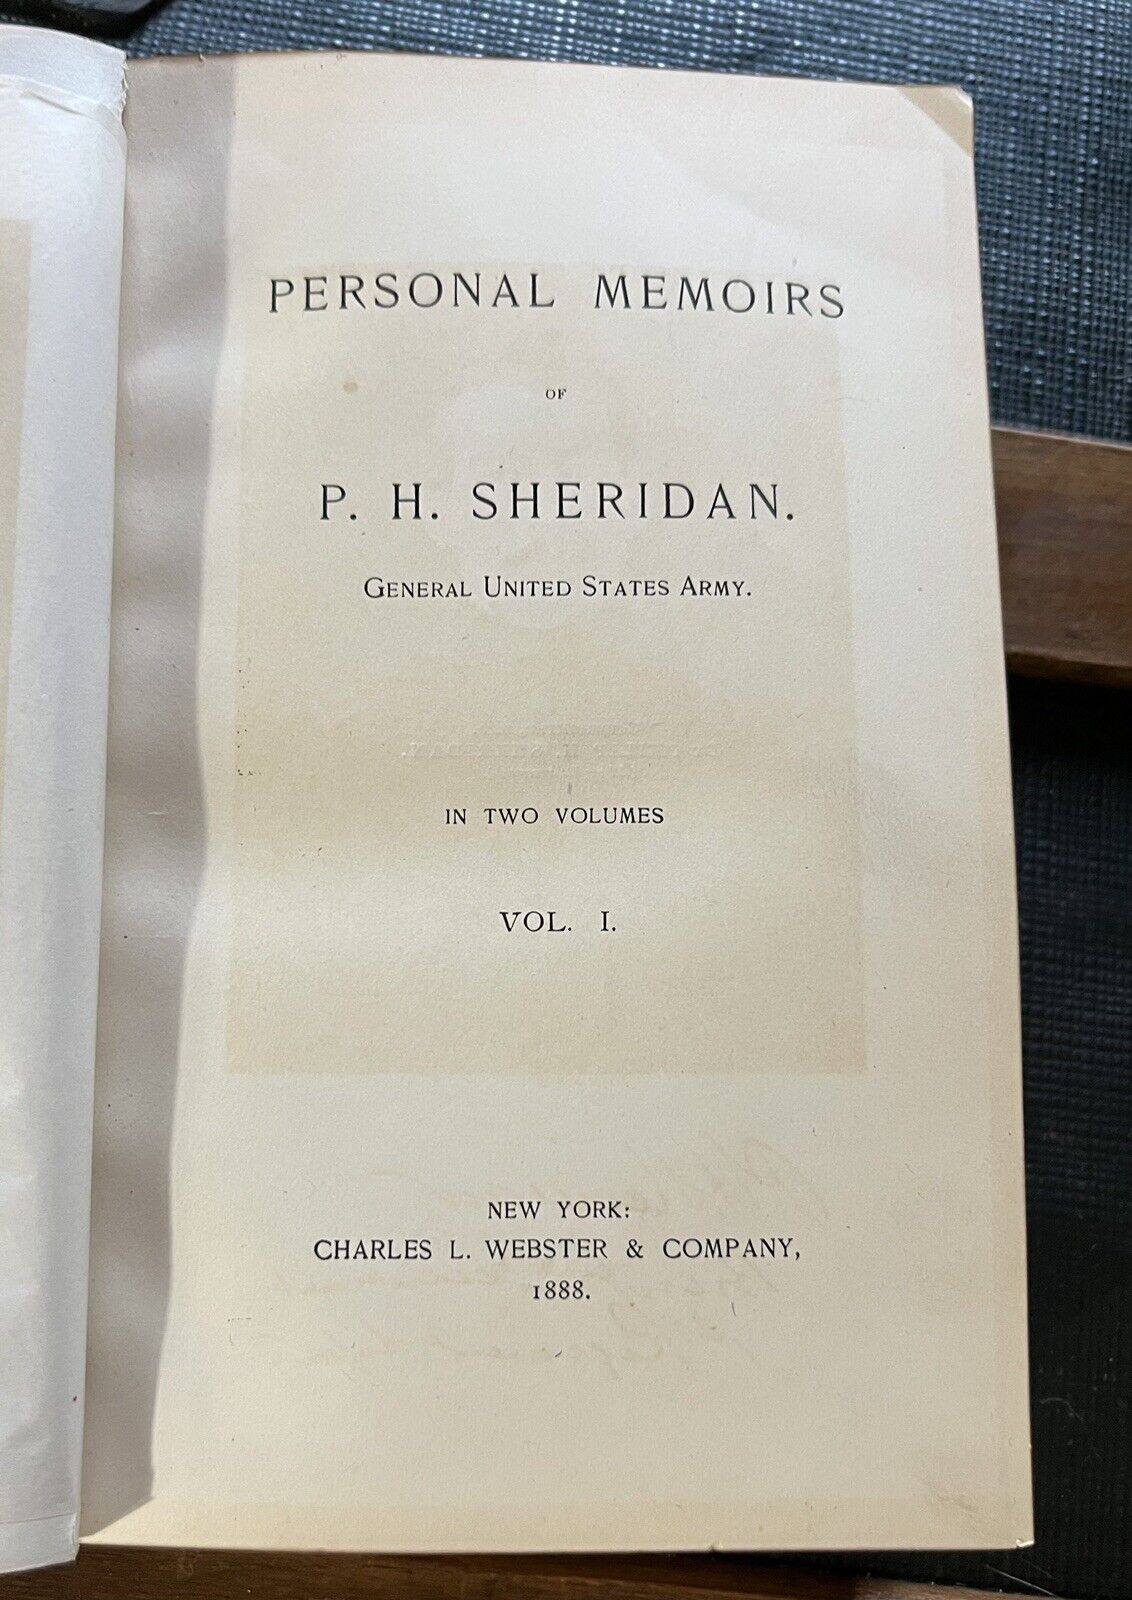 PERSONAL MEMOIRS
OF
P. H. SHERIDAN.
GENERAL UNITED STATES ARMY.
IN TWO VOLUMES
VOL. I.
NEW YORK:
CHARLES L. WEBSTER & COMPANY,
1888.